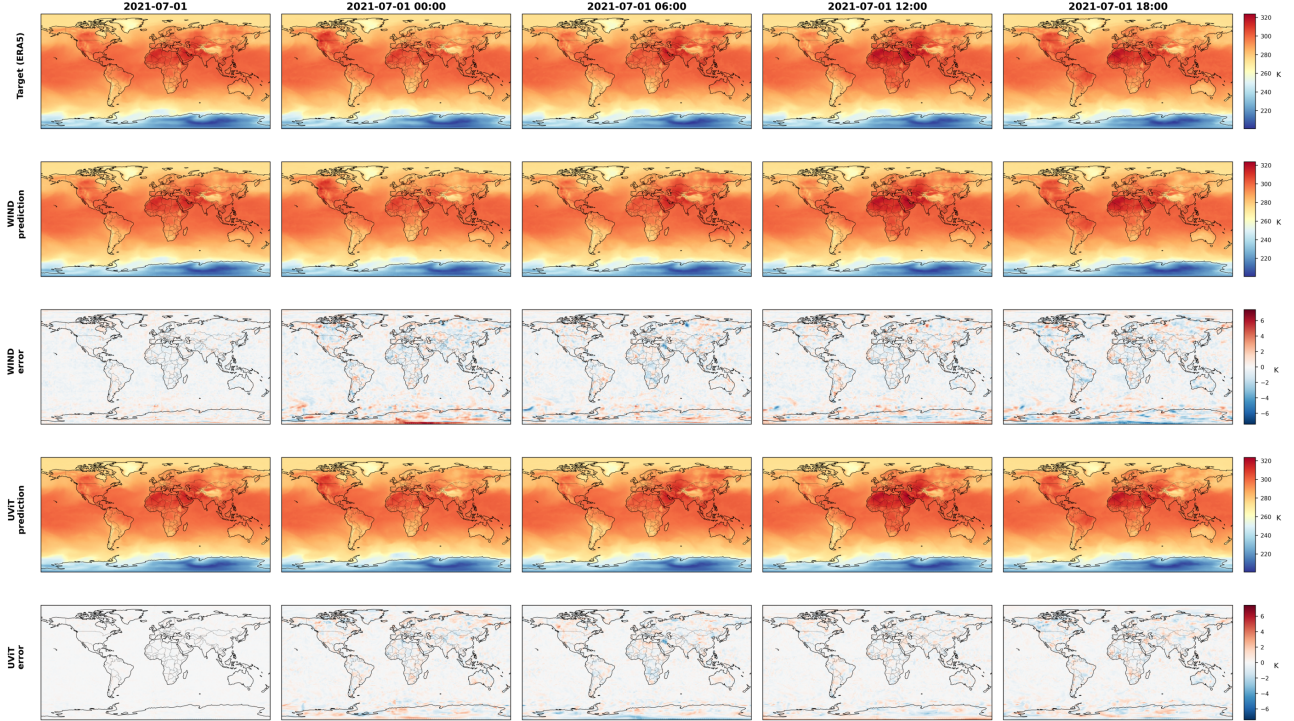 2021-07-01 2021-07-01 00:00 2021-07-01 06:00 2021-07-01 12:00 2021-07-01 18:00
Target (ERA5)
320
300
280
260
240
220
K
WIND
prediction
320
300
280
260
240
220
K
WIND
error
6
4
2
0
−2
−4
−6
K
UViT
prediction
320
300
280
260
240
220
K
UViT
error
6
4
2
0
−2
−4
−6
K